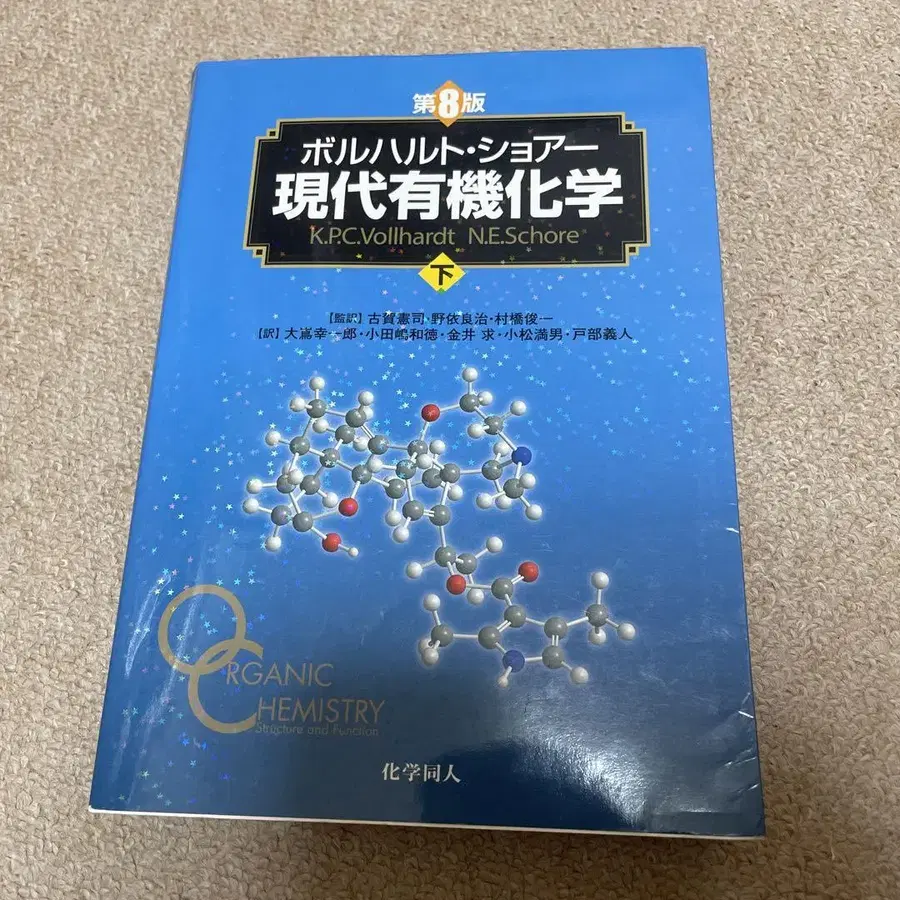 第8版
ボルハルト・ショアー
現代有機化学
K.P.C.Vollhardt N.E.Schore
下
【監訳】古賀憲司・野依良治・村橋俊一
【訳】大嶌幸一郎・小田嶋和徳・金井 求・小松満男・戸部義人
ORGANIC
CHEMISTRY
Structure and Function
化学同人